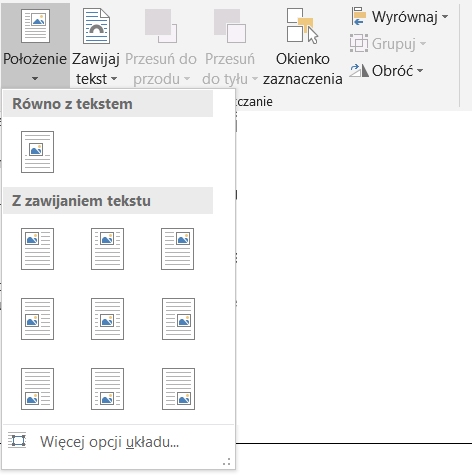 Położenie
Zawijaj
tekst
Przesuń do
przodu
Przesuń
do tyłu
Okienko
zaznaczenia
Wyrównaj
Grupuj
Obróć
Równo z tekstem
Z zawijaniem tekstu
Więcej opcji układu...